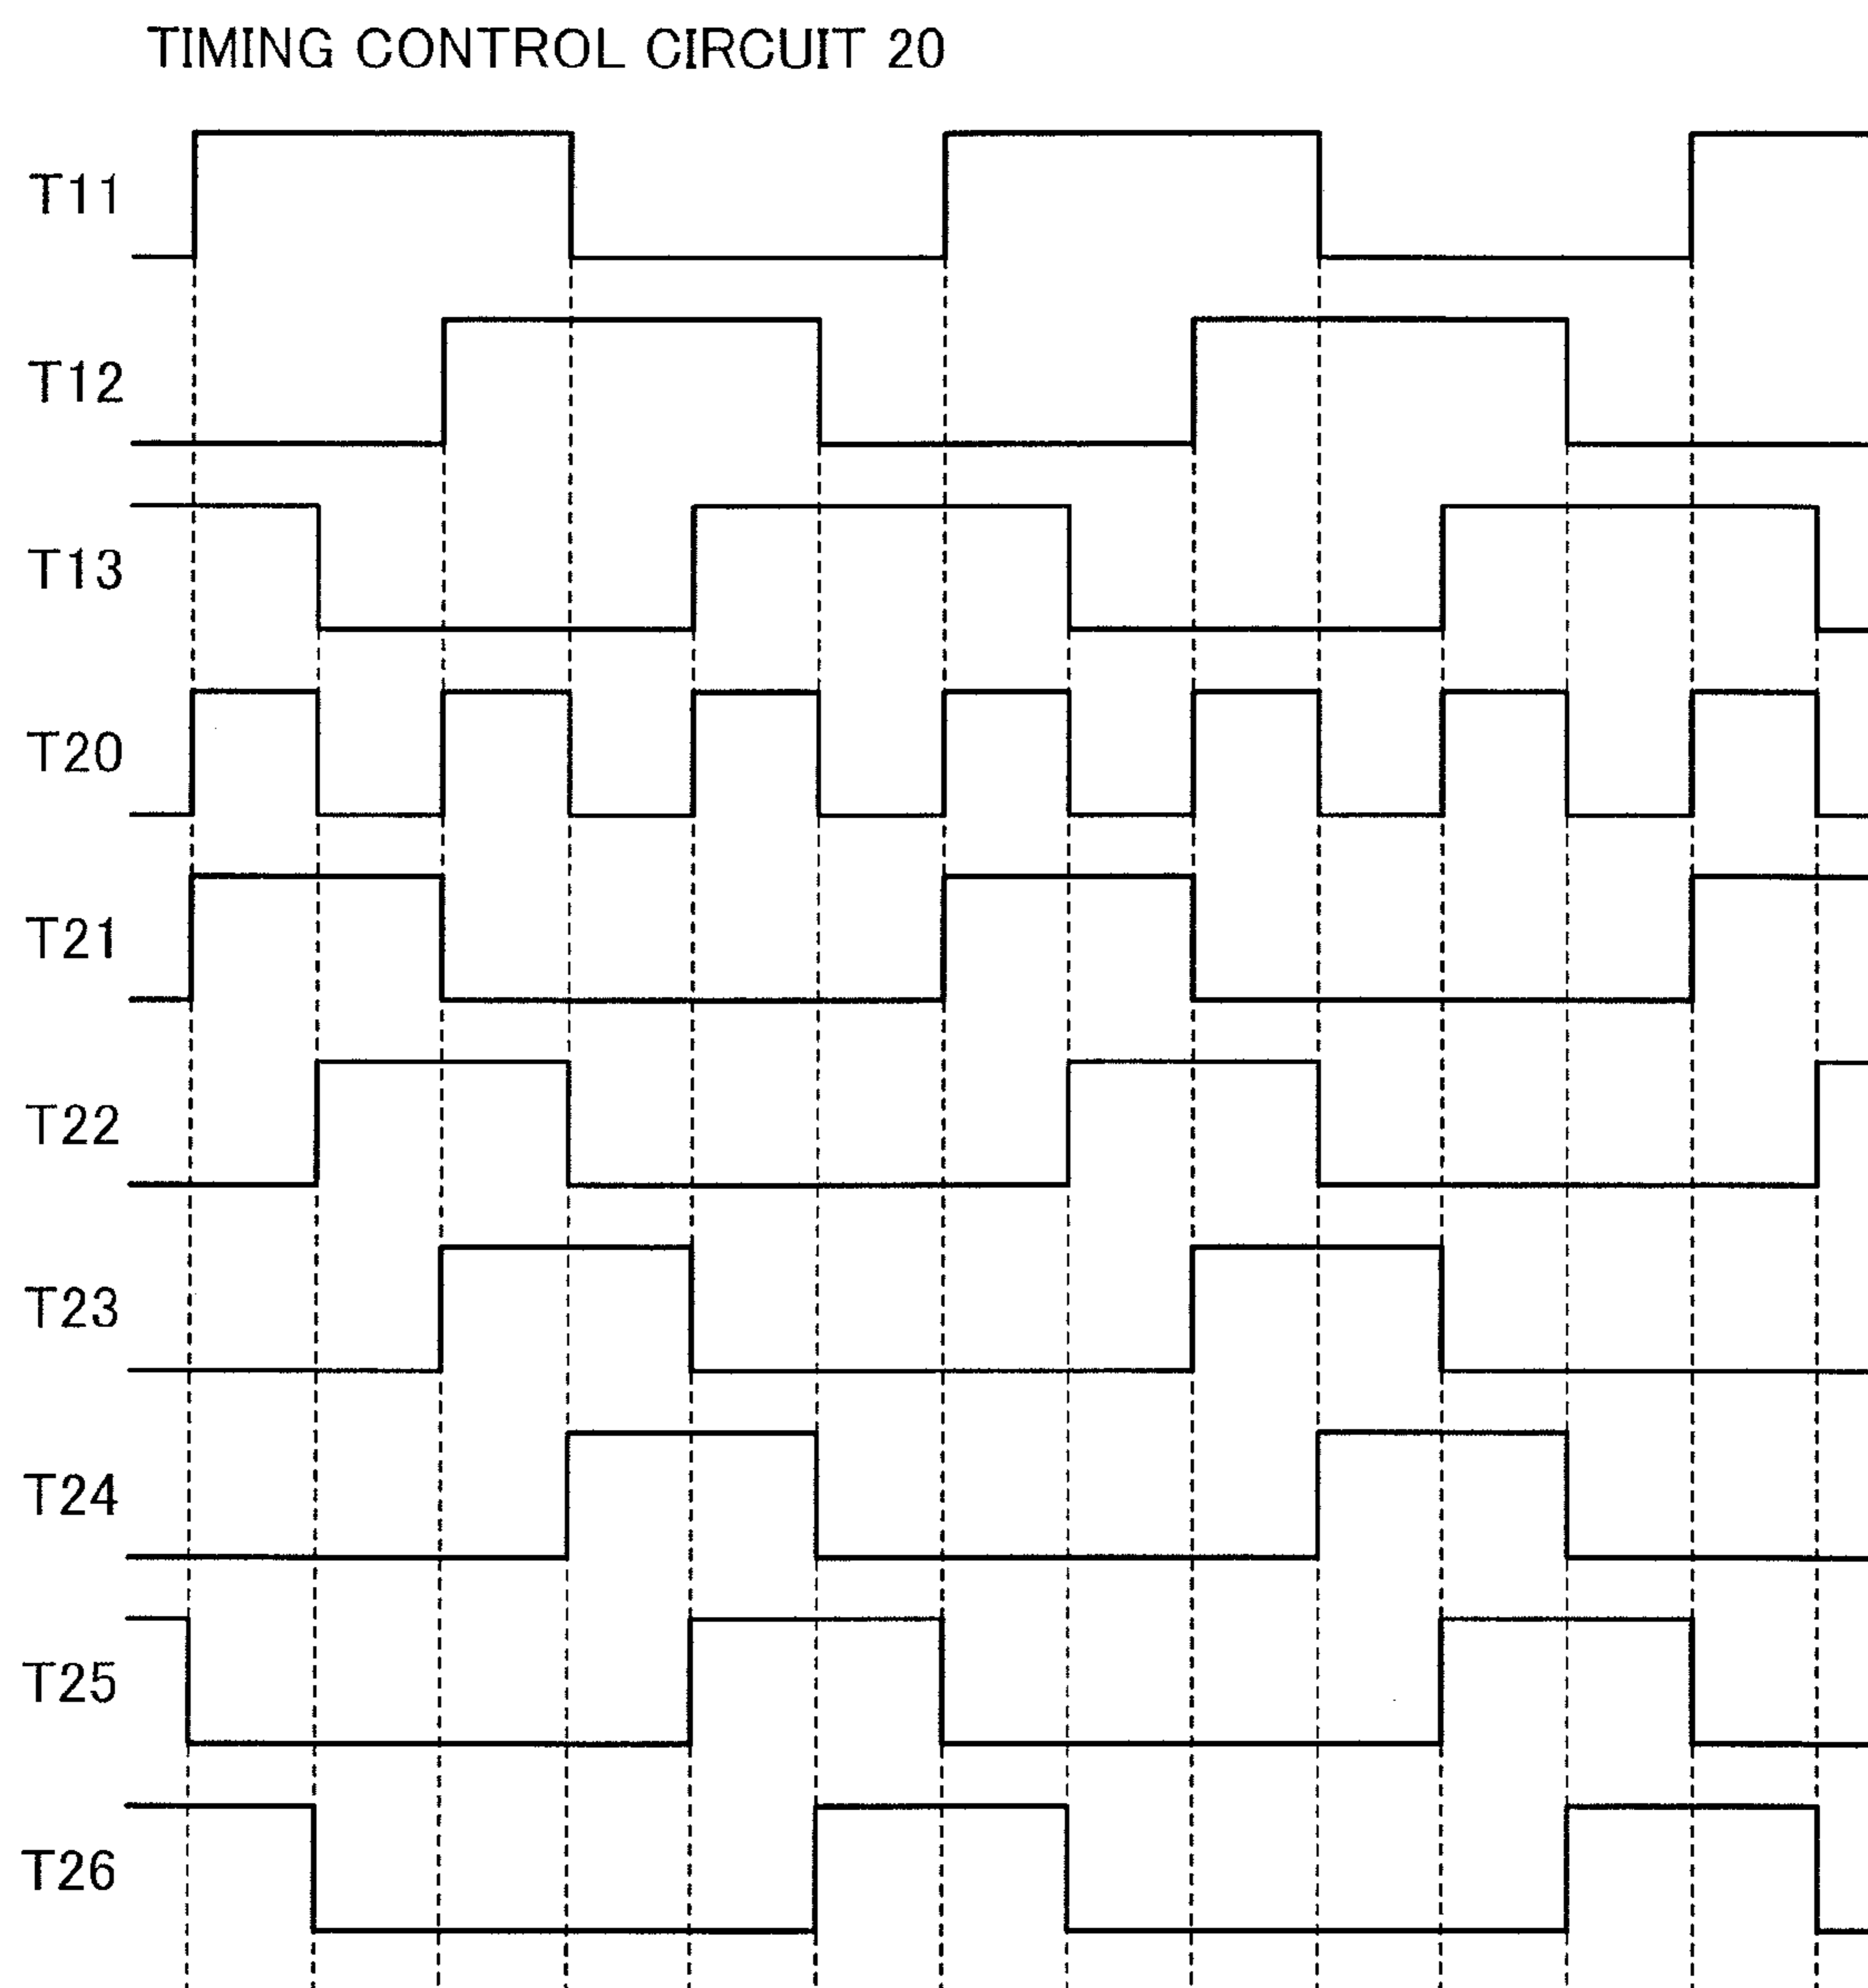 TIMING CONTROL CIRCUIT 20
T11
T12
T13
T20
T21
T22
T23
T24
T25
T26